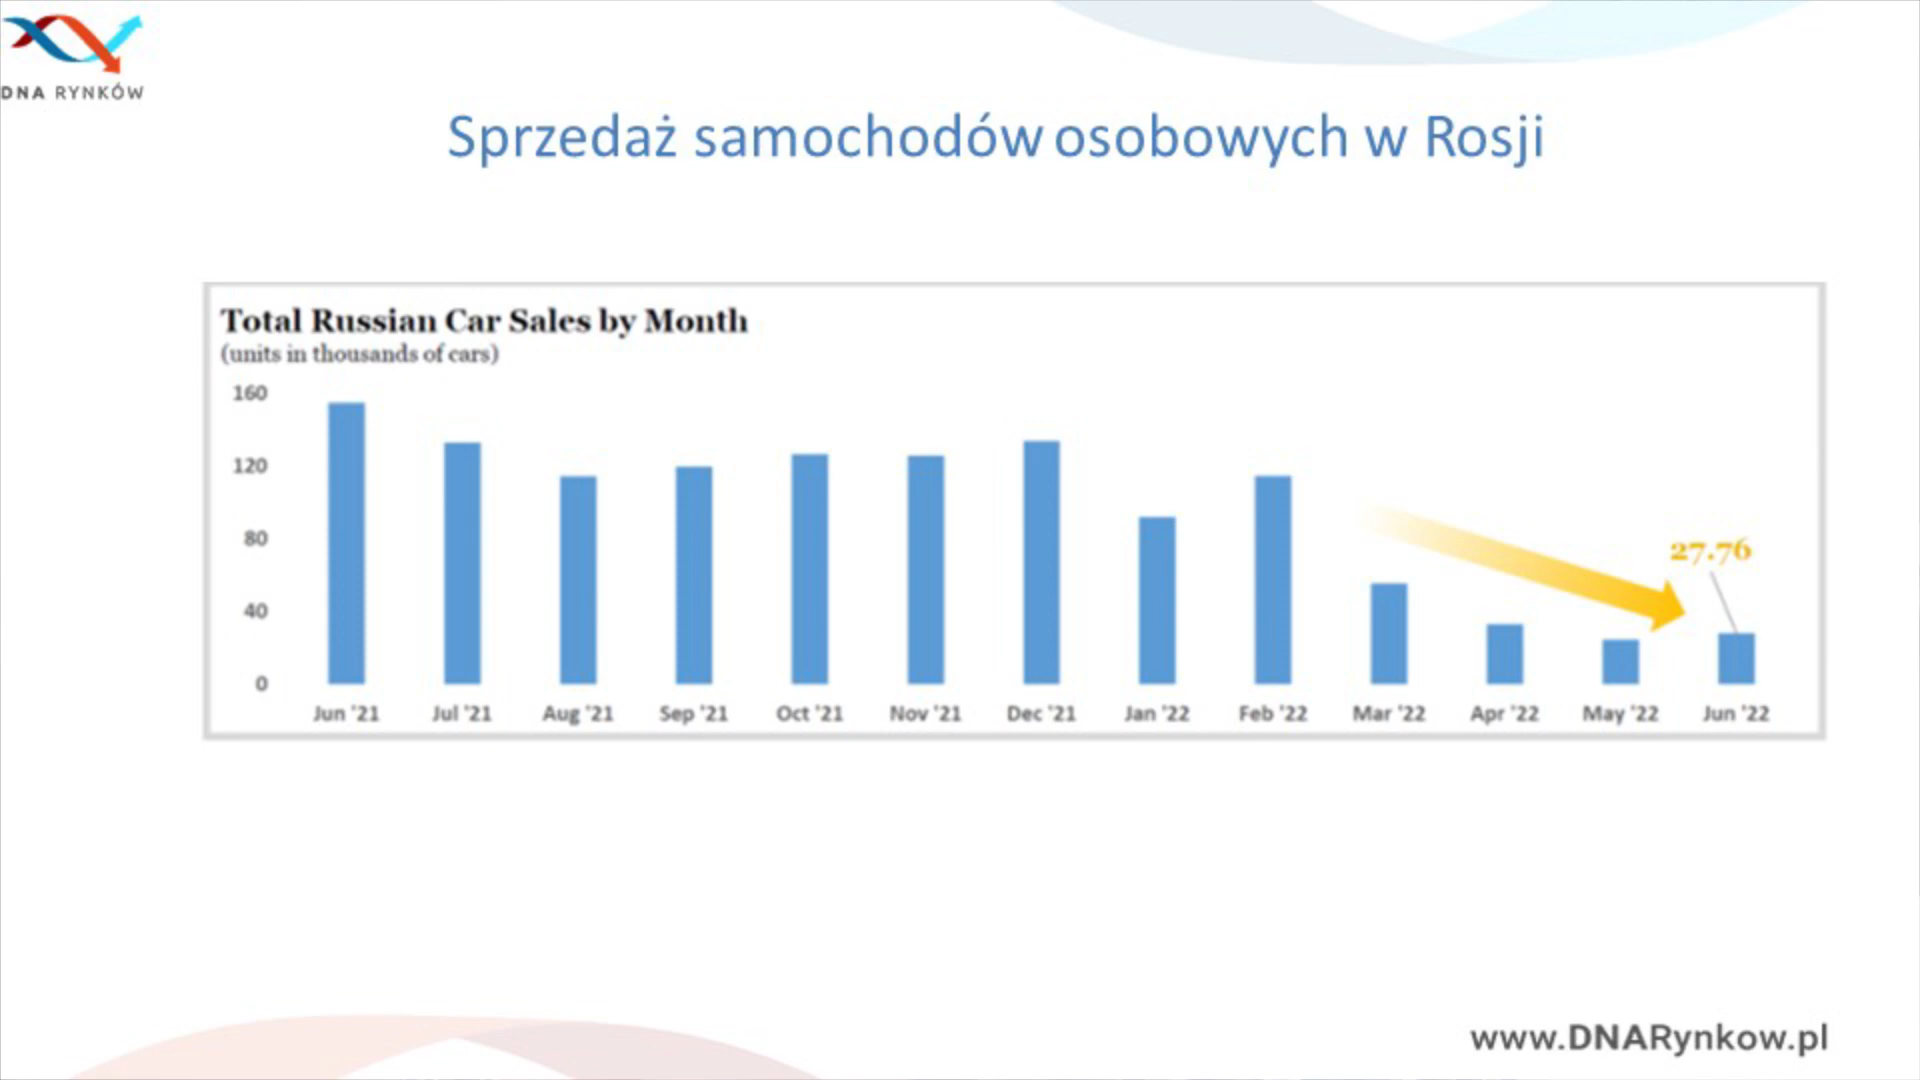 DNA RYNKÓW
Sprzedaż samochodów osobowych w Rosji
Total Russian Car Sales by Month
(units in thousands of cars)
160
120
80
40
0
27.76
Jun '21 Jul '21 Aug '21 Sep '21 Oct '21 Nov '21 Dec '21 Jan '22 Feb '22 Mar '22 Apr '22 May '22 Jun '22
www.DNARynkow.pl